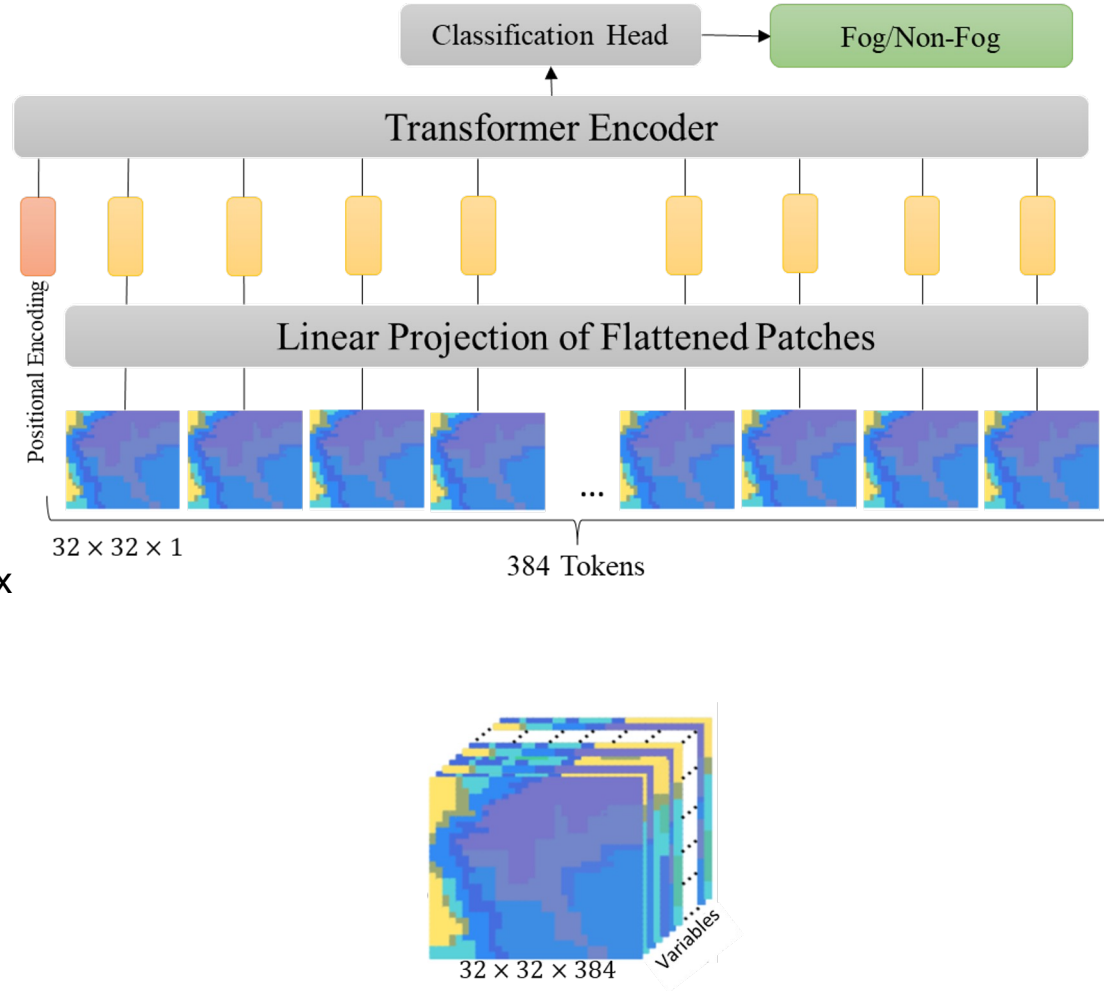 Classification Head
Fog/Non-Fog
Transformer Encoder
Positional Encoding
Linear Projection of Flattened Patches
...
32 × 32 × 1
384 Tokens
x
Variables
32 × 32 × 384